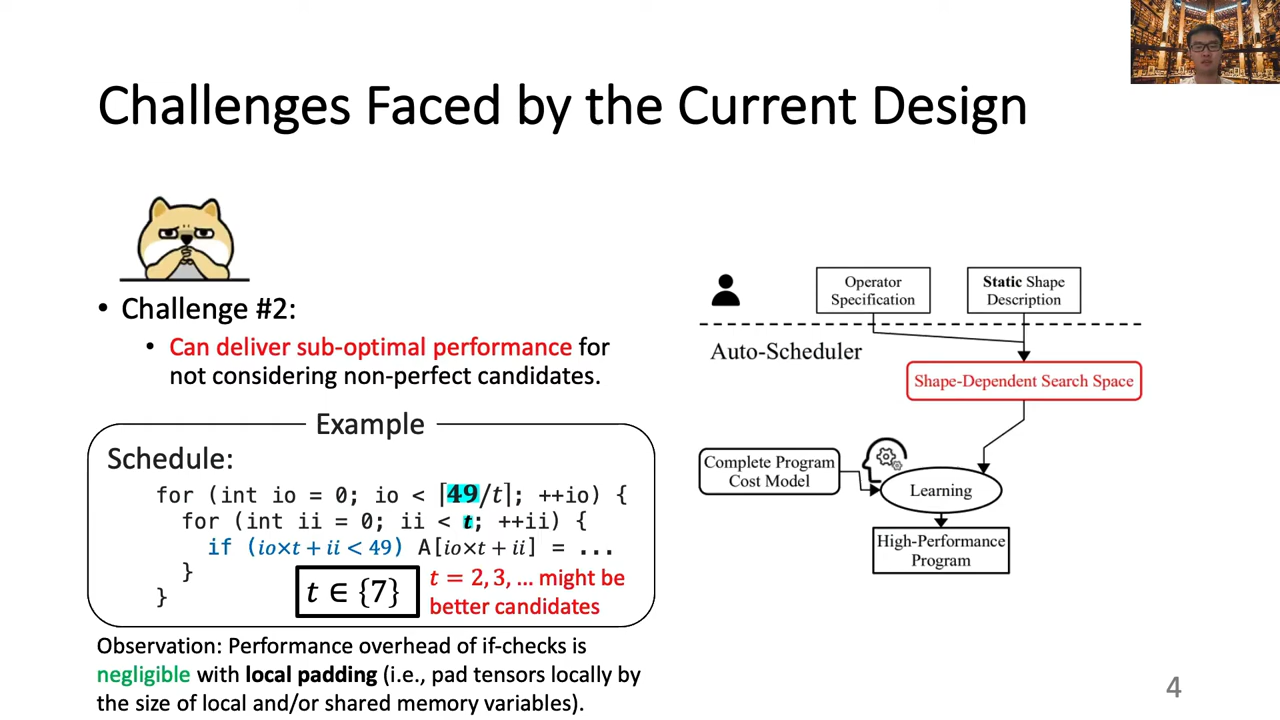 Challenges Faced by the Current Design
• Challenge #2:
• Can deliver sub-optimal performance for
not considering non-perfect candidates.
Example
Schedule:
for (int io = 0; io < ⌈49/t⌉; ++io) {
for (int ii = 0; ii < t; ++ii) {
if (io×t + ii < 49) A[io×t + ii] = ...
}
}
t ∈ {7}
t = 2, 3, ... might be
better candidates
Observation: Performance overhead of if-checks is
negligible with local padding (i.e., pad tensors locally by
the size of local and/or shared memory variables).
Operator
Specification
Static Shape
Description
Auto-Scheduler
Shape-Dependent Search Space
Complete Program
Cost Model
Learning
High-Performance
Program
4